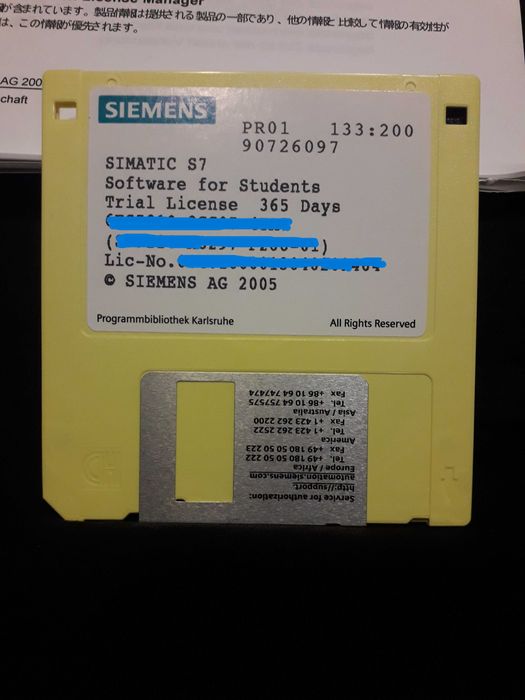 Manager
が含まれています。製品情報は提供される製品の一部であり、他の情報と比較して情報の有効性が
は、この情報が優先されます。
AG 200
chaft
SIEMENS
PR01 133:200
90726097
SIMATIC S7
Software for Students
Trial License 365 Days
Lic-No.
© SIEMENS AG 2005
Programmbibliothek Karlsruhe
All Rights Reserved
Service for authorization:
http://support.
automation.siemens.com
Europe / Africa
Tel. +49 180 50 50 222
Fax +49 180 50 50 223
America
Tel. +1 423 262 2522
Fax +1 423 262 2200
Asia / Australia
Tel. +86 10 64 757575
Fax +86 10 64 747474